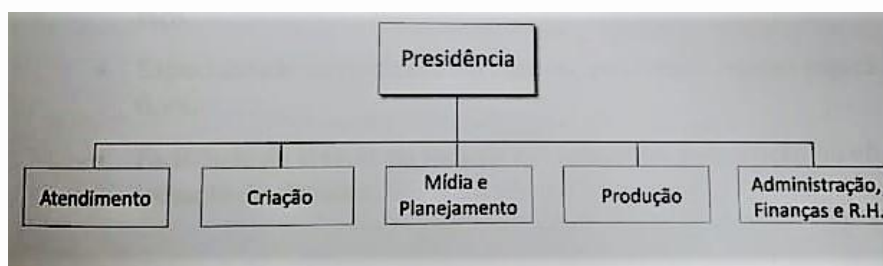 Presidência
Atendimento
Criação
Mídia e
Planejamento
Produção
Administração,
Finanças e R.H.